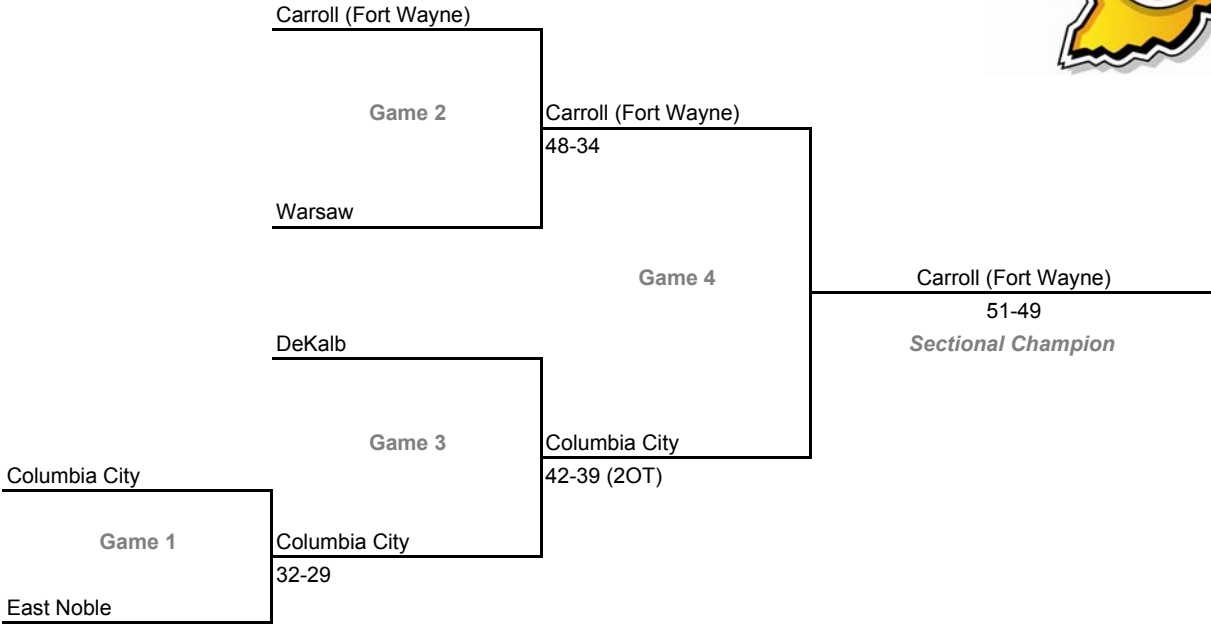 Carroll (Fort Wayne)
Game 2
Carroll (Fort Wayne)
48-34
Warsaw
Game 4
Carroll (Fort Wayne)
51-49
DeKalb
Sectional Champion
Game 3
Columbia City
Columbia City
42-39 (2OT)
Game 1
Columbia City
32-29
East Noble